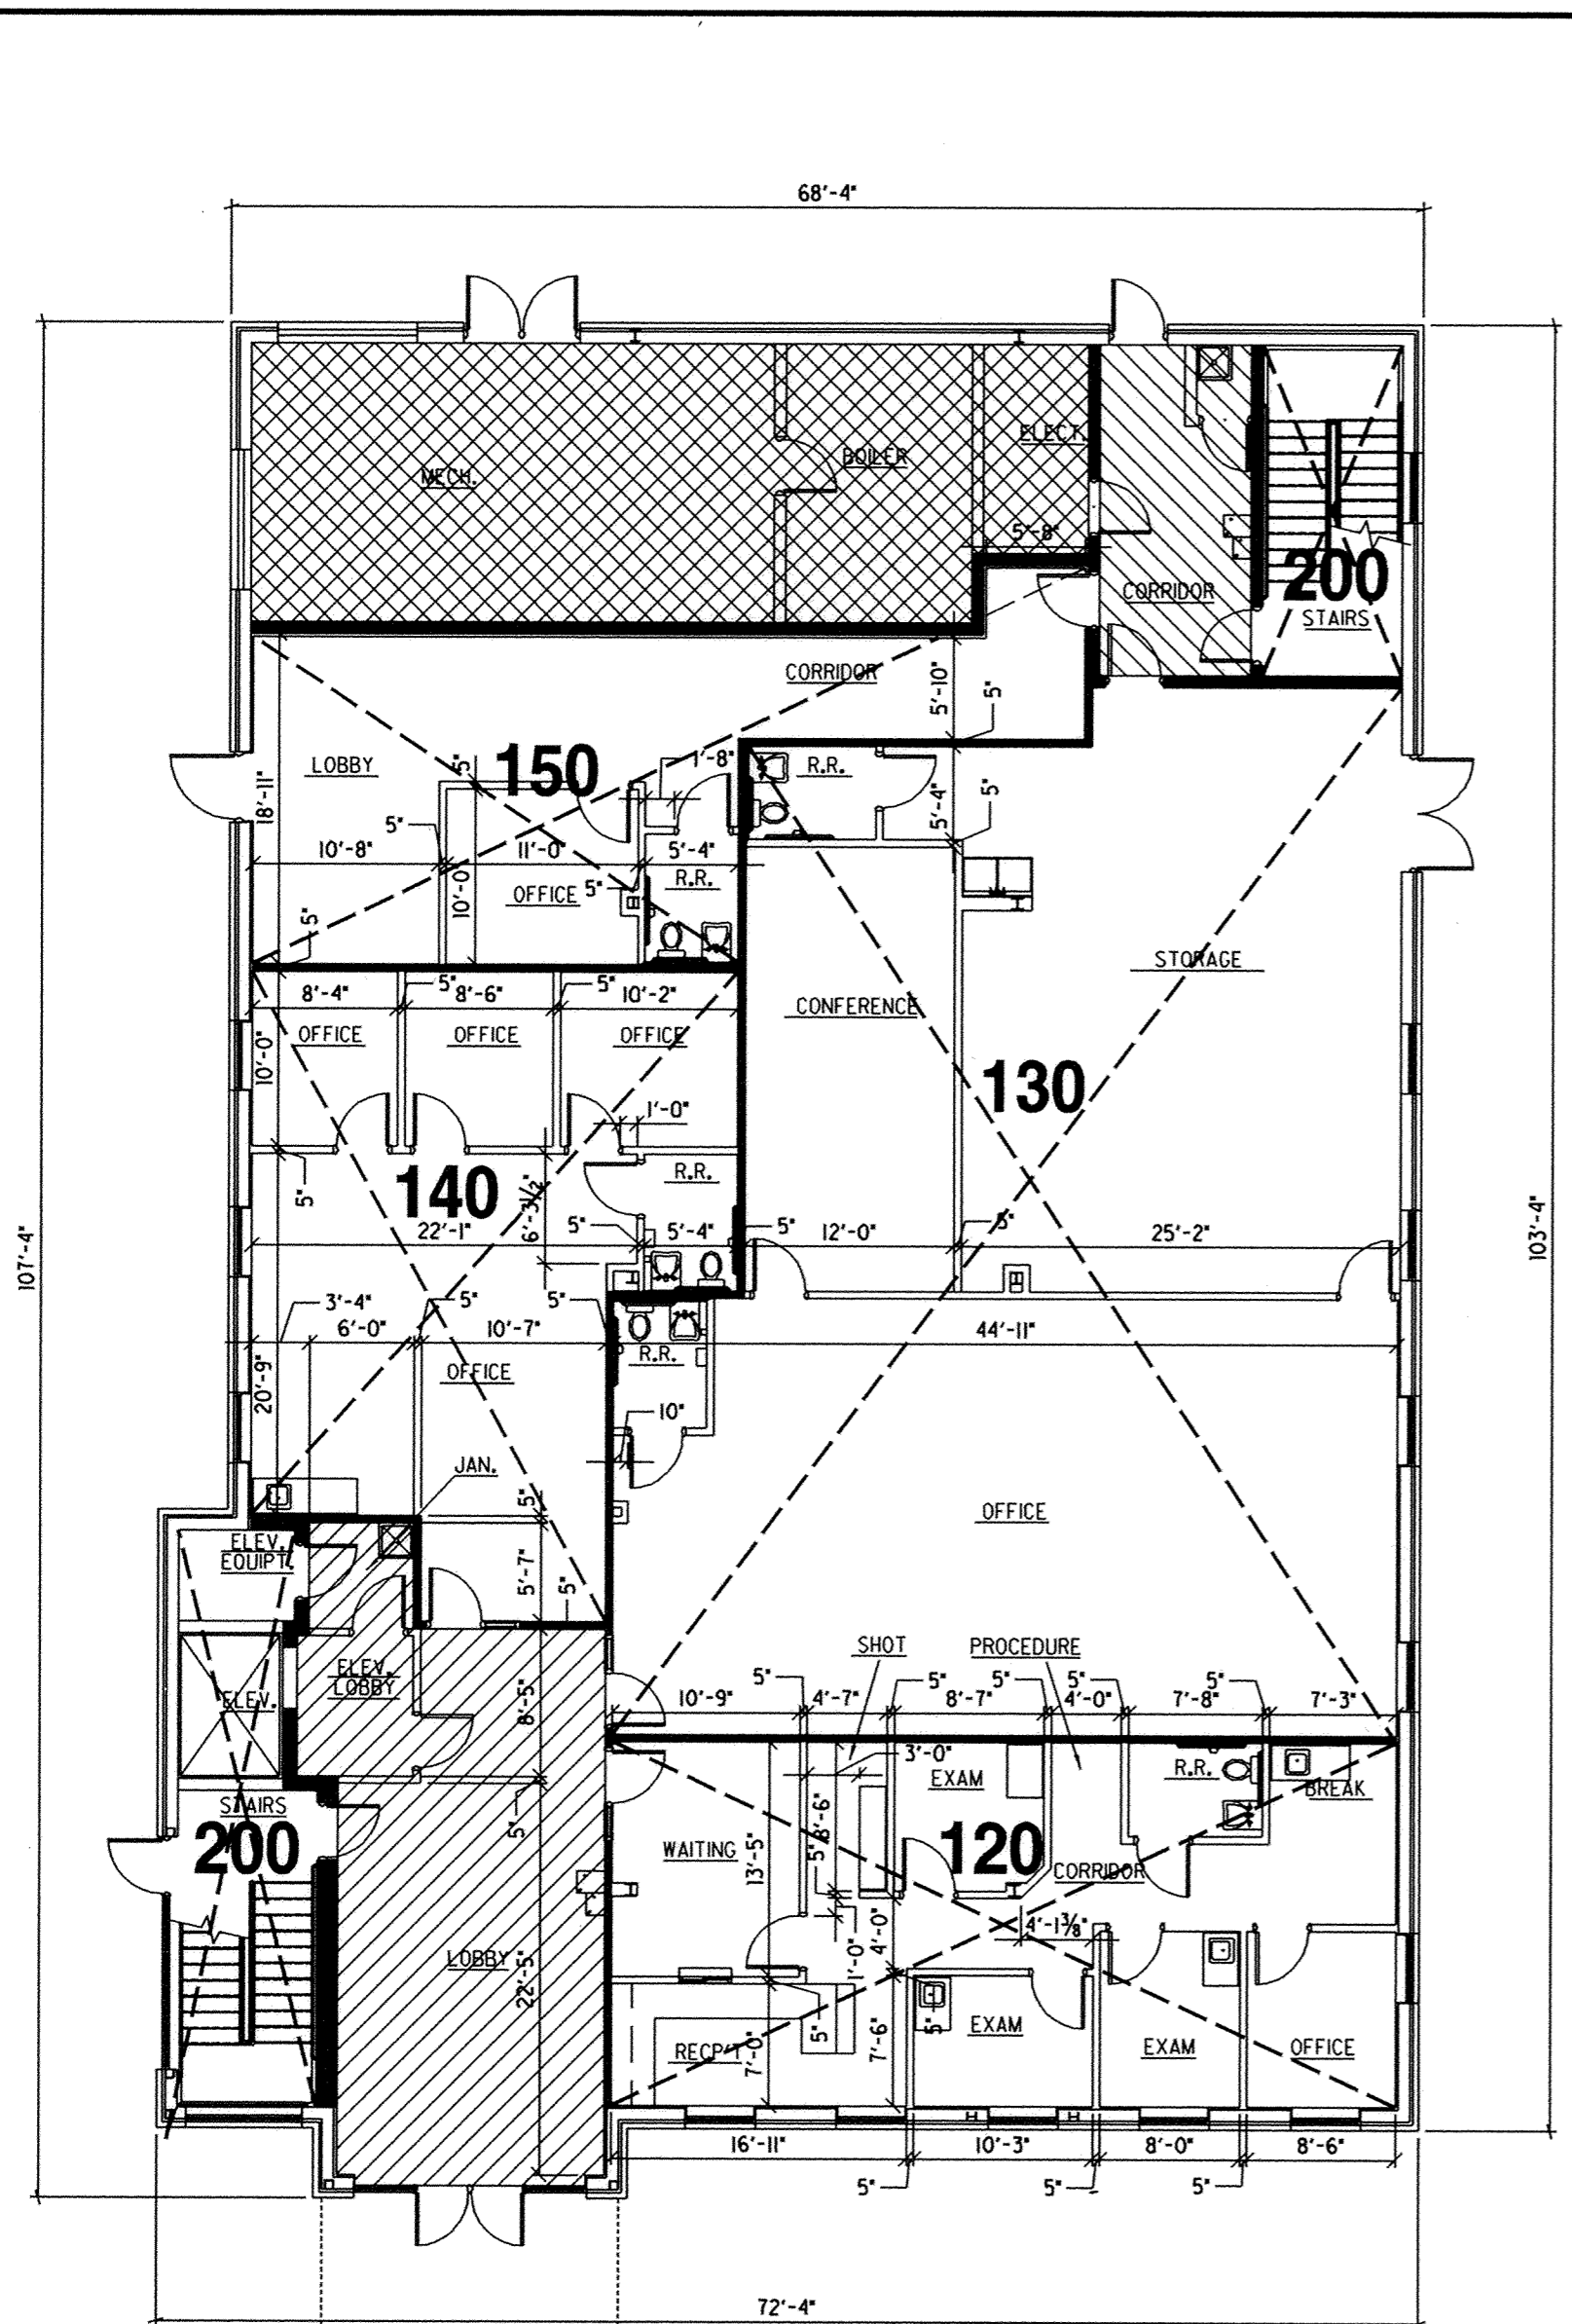 68'-4"
MECH.
BOILER
ELECT.
5'-8"
CORRIDOR
200
STAIRS
CORRIDOR
5'-10"
5"
LOBBY
5"
150
1'-8"
R.R.
18'-11"
5'-4"
5"
5"
10'-8"
11'-0"
5'-4"
10'-0"
OFFICE
5"
R.R.
5"
STORAGE
8'-4"
5"
8'-6"
5"
10'-2"
CONFERENCE
OFFICE
OFFICE
OFFICE
10'-0"
130
1'-0"
140
5"
R.R.
6'-3½"
22'-1"
5"
5'-4"
5"
12'-0"
5"
25'-2"
107'-4"
103'-4"
3'-4"
5"
5"
6'-0"
10'-7"
44'-11"
R.R.
20'-9"
OFFICE
10"
JAN.
5"
OFFICE
ELEV.
EQUIPT.
5'-7"
5"
SHOT
PROCEDURE
ELEV.
LOBBY
ELEV.
8'-5"
5"
5"
5"
5"
10'-9"
4'-7"
8'-7"
4'-0"
5"
7'-8"
7'-3"
3'-0"
EXAM
R.R.
BREAK
STAIRS
5"
200
WAITING
13'-5"
8'-6"
5"
120
CORRIDOR
4'-1⅜"
1'-0"
4'-0"
LOBBY
22'-5"
RECP'T
7'-0"
5"
7'-6"
5"
EXAM
EXAM
OFFICE
16'-11"
10'-3"
8'-0"
8'-6"
5"
5"
5"
72'-4"